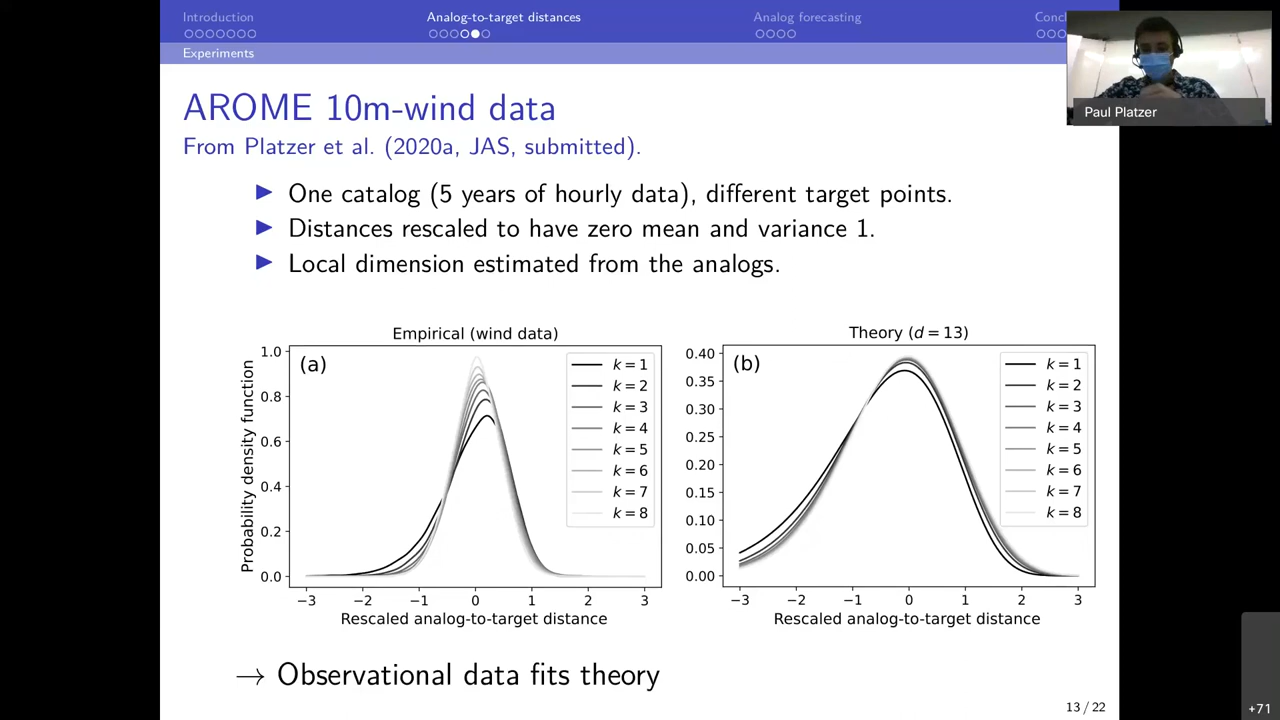 Introduction
Analog-to-target distances
Analog forecasting
Concl
Experiments
Paul Platzer
AROME 10m-wind data
From Platzer et al. (2020a, JAS, submitted).
▶ One catalog (5 years of hourly data), different target points.
▶ Distances rescaled to have zero mean and variance 1.
▶ Local dimension estimated from the analogs.
Empirical (wind data)
(a)
Probability density function
1.0
0.8
0.6
0.4
0.2
0.0
k = 1
k = 2
k = 3
k = 4
k = 5
k = 6
k = 7
k = 8
−3 −2 −1 0 1 2 3
Rescaled analog-to-target distance
Theory (d = 13)
(b)
0.40
0.35
0.30
0.25
0.20
0.15
0.10
0.05
0.00
k = 1
k = 2
k = 3
k = 4
k = 5
k = 6
k = 7
k = 8
−3 −2 −1 0 1 2 3
Rescaled analog-to-target distance
→ Observational data fits theory
13 / 22
+71